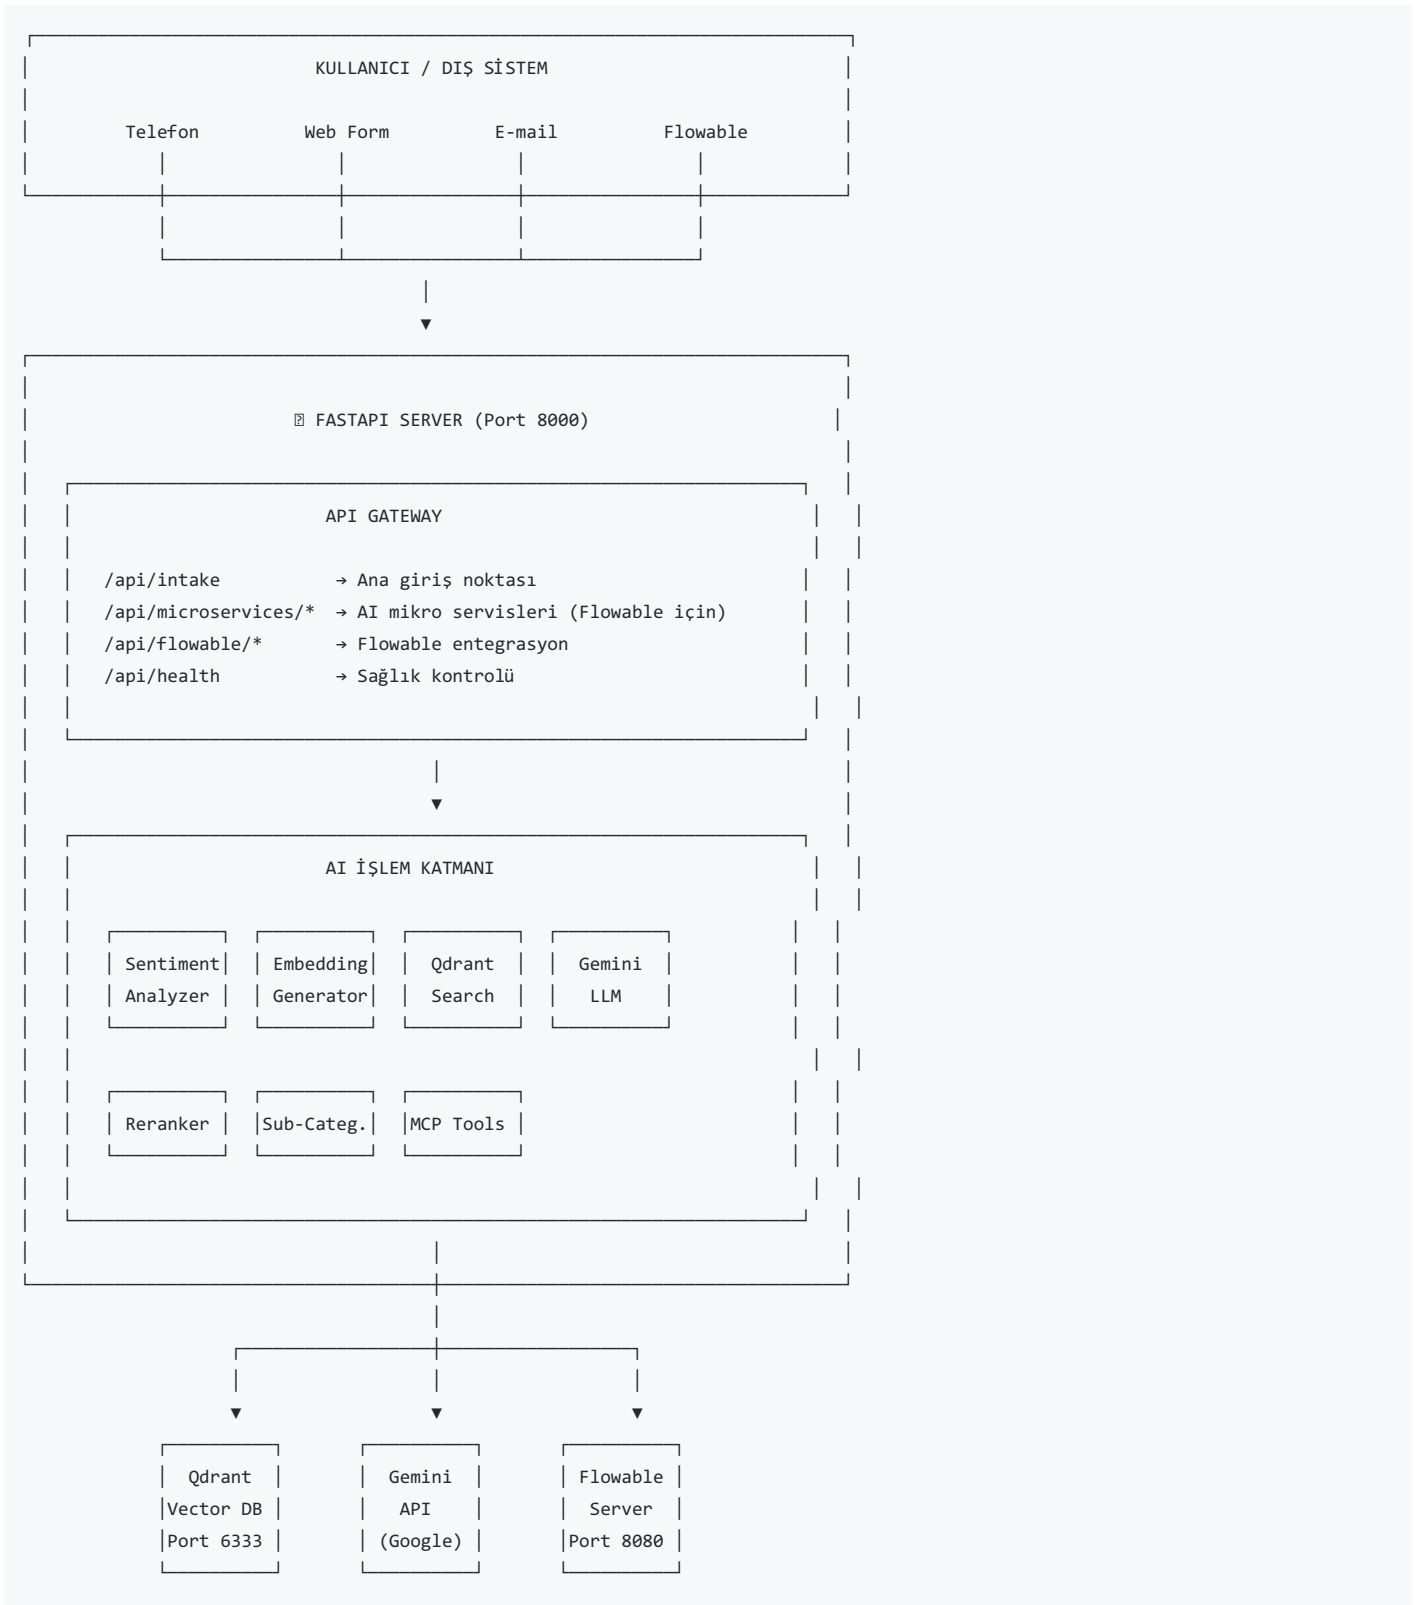 KULLANICI / DIŞ SİSTEM
Telefon Web Form E-mail Flowable
FASTAPI SERVER (Port 8000)
API GATEWAY
/api/intake → Ana giriş noktası
/api/microservices/* → AI mikro servisleri (Flowable için)
/api/flowable/* → Flowable entegrasyon
/api/health → Sağlık kontrolü
AI İŞLEM KATMANI
Sentiment Embedding Qdrant Gemini
Analyzer Generator Search LLM
Reranker Sub-Categ. MCP Tools
Qdrant Gemini Flowable
Vector DB API Server
Port 6333 (Google) Port 8080